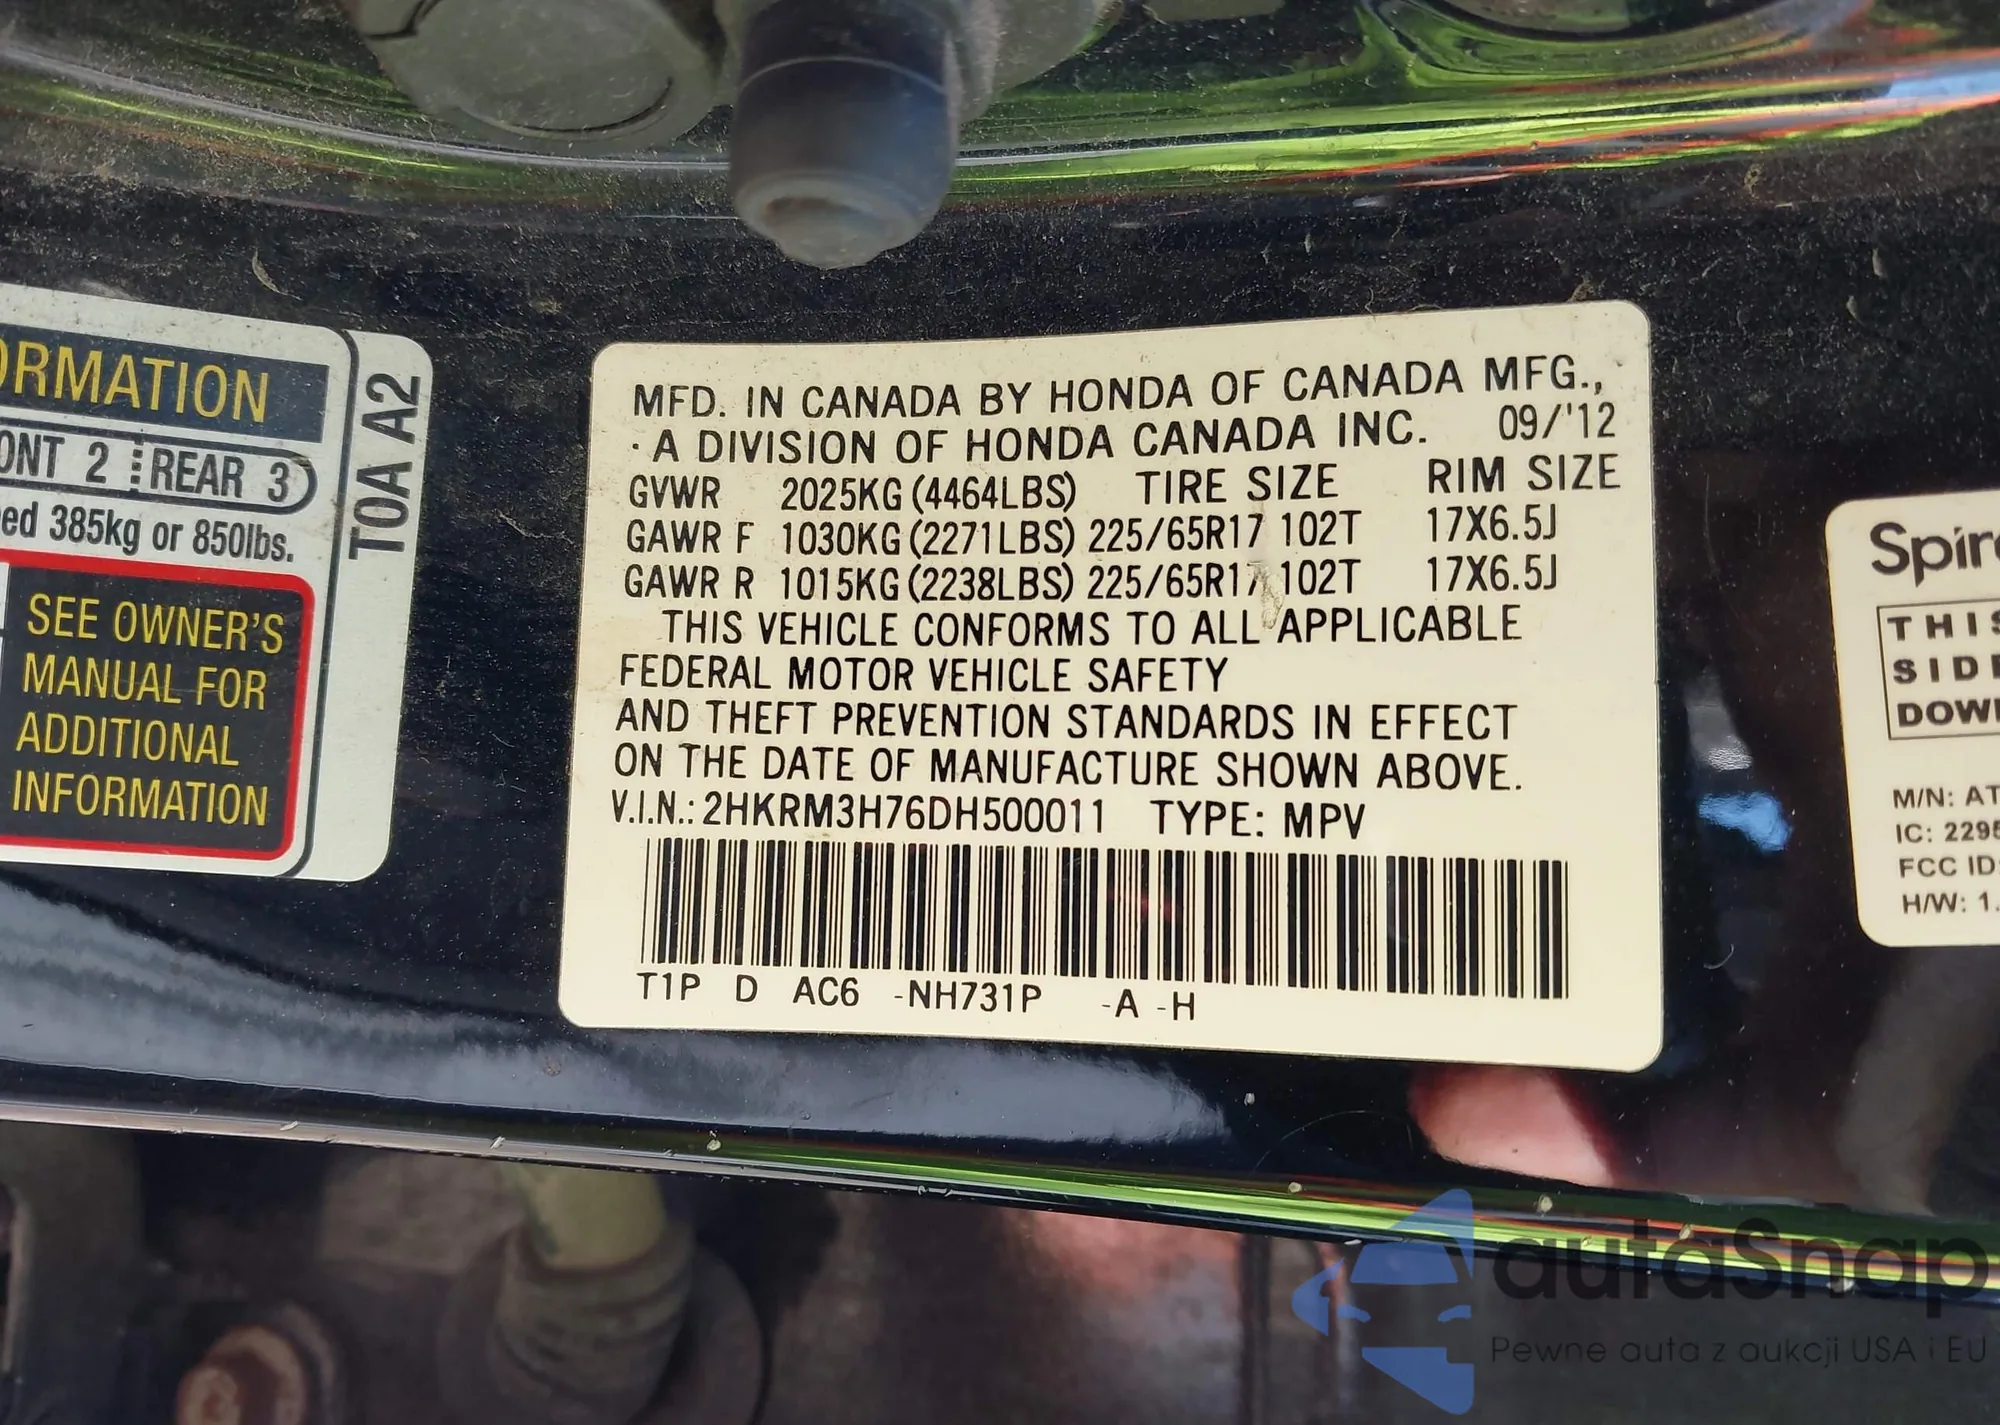 ORMATION
ONT 2 REAR 3
ed 385kg or 850lbs.
SEE OWNER'S
MANUAL FOR
ADDITIONAL
INFORMATION
T0A A2
MFD. IN CANADA BY HONDA OF CANADA MFG.,
· A DIVISION OF HONDA CANADA INC. 09/'12
GVWR 2025KG (4464LBS) TIRE SIZE RIM SIZE
GAWR F 1030KG (2271LBS) 225/65R17 102T 17X6.5J
GAWR R 1015KG (2238LBS) 225/65R17 102T 17X6.5J
THIS VEHICLE CONFORMS TO ALL APPLICABLE
FEDERAL MOTOR VEHICLE SAFETY
AND THEFT PREVENTION STANDARDS IN EFFECT
ON THE DATE OF MANUFACTURE SHOWN ABOVE.
V.I.N.: 2HKRM3H76DH500011 TYPE: MPV
T1P D AC6 -NH731P -A -H
Spir
THIS
SIDE
DOW
M/N: AT
IC: 2295
FCC ID:
H/W: 1.
autaSnap
Pewne auta z aukcji USA i EU